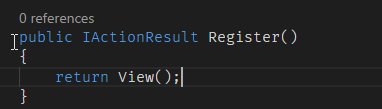 0 references
public IActionResult Register()
{
    return View();
}